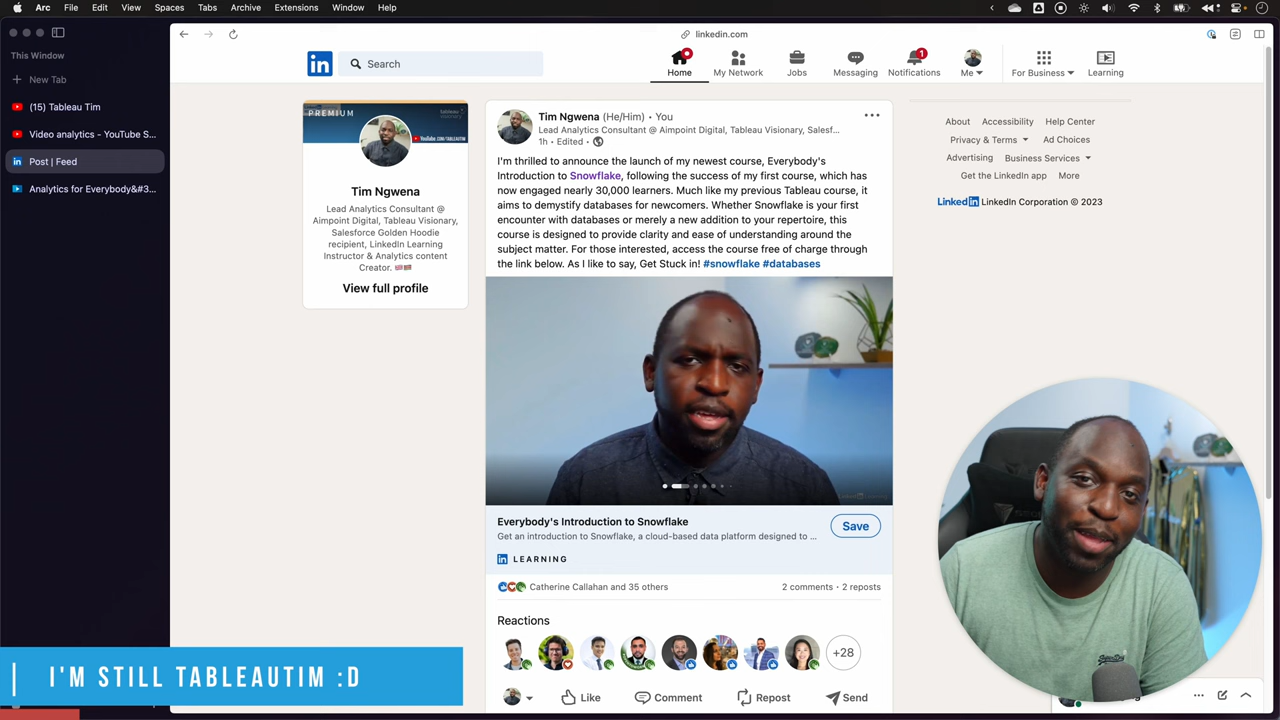 Arc File Edit View Spaces Tabs Archive Extensions Window Help
This Window
New Tab
(15) Tableau Tim
Video analytics - YouTube S...
Post | Feed
Analytics for Everybody&#3...
linkedin.com
in Search
Home
My Network
Jobs
Messaging
1
Notifications
Me
For Business
Learning
PREMIUM
YouTube.COM/TABLEAUTIM
Tim Ngwena
Lead Analytics Consultant @
Aimpoint Digital, Tableau Visionary,
Salesforce Golden Hoodie
recipient, LinkedIn Learning
Instructor & Analytics content
Creator. 🇬🇧
View full profile
Tim Ngwena (He/Him) • You
Lead Analytics Consultant @ Aimpoint Digital, Tableau Visionary, Salesf...
1h • Edited •
I'm thrilled to announce the launch of my newest course, Everybody's
Introduction to Snowflake, following the success of my first course, which has
now engaged nearly 30,000 learners. Much like my previous Tableau course, it
aims to demystify databases for newcomers. Whether Snowflake is your first
encounter with databases or merely a new addition to your repertoire, this
course is designed to provide clarity and ease of understanding around the
subject matter. For those interested, access the course free of charge through
the link below. As I like to say, Get Stuck in! #snowflake #databases
Everybody's Introduction to Snowflake
Get an introduction to Snowflake, a cloud-based data platform designed to ...
Save
in LEARNING
Catherine Callahan and 35 others
2 comments • 2 reposts
Reactions
+28
Like
Comment
Repost
Send
About Accessibility Help Center
Privacy & Terms Ad Choices
Advertising Business Services
Get the LinkedIn app More
LinkedIn LinkedIn Corporation © 2023
I'M STILL TABLEAUTIM :D